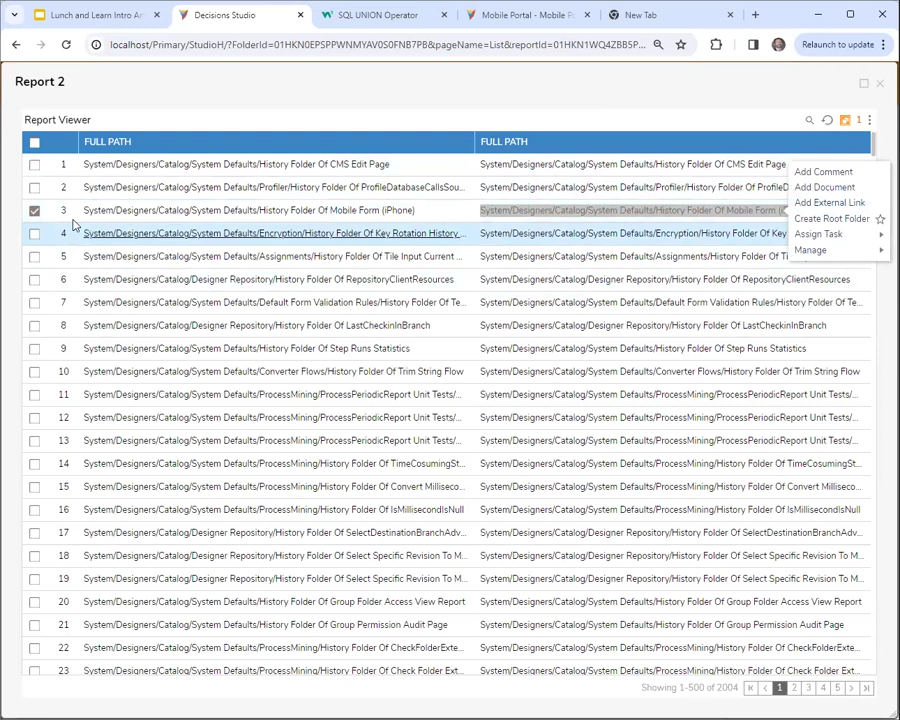 Lunch and Learn Intro Art
Decisions Studio
SQL UNION Operator
Mobile Portal - Mobile P
New Tab
localhost/Primary/StudioH/?FolderId=01HKN0EPSPPWNMYAV0S0FNB7PB&pageName=List&reportId=01HKN1WQ4ZBB5P...
Relaunch to update
Report 2
Report Viewer
1
FULL PATH FULL PATH
1 System/Designers/Catalog/System Defaults/History Folder Of CMS Edit Page System/Designers/Catalog/System Defaults/History Folder Of CMS Edit Page
2 System/Designers/Catalog/System Defaults/Profiler/History Folder Of ProfileDatabaseCallsSou... System/Designers/Catalog/System Defaults/Profiler/History Folder Of ProfileD
3 System/Designers/Catalog/System Defaults/History Folder Of Mobile Form (iPhone) System/Designers/Catalog/System Defaults/History Folder Of Mobile Form
4 System/Designers/Catalog/System Defaults/Encryption/History Folder Of Key Rotation History ... System/Designers/Catalog/System Defaults/Encryption/History Folder Of Key
5 System/Designers/Catalog/System Defaults/Assignments/History Folder Of Tile Input Current ... System/Designers/Catalog/System Defaults/Assignments/History Folder Of Tile Input Current ...
6 System/Designers/Catalog/Designer Repository/History Folder Of RepositoryClientResources System/Designers/Catalog/Designer Repository/History Folder Of RepositoryClientResources
7 System/Designers/Catalog/System Defaults/Default Form Validation Rules/History Folder Of Te... System/Designers/Catalog/System Defaults/Default Form Validation Rules/History Folder Of Te...
8 System/Designers/Catalog/Designer Repository/History Folder Of LastCheckinInBranch System/Designers/Catalog/Designer Repository/History Folder Of LastCheckinInBranch
9 System/Designers/Catalog/System Defaults/History Folder Of Step Runs Statistics System/Designers/Catalog/System Defaults/History Folder Of Step Runs Statistics
10 System/Designers/Catalog/System Defaults/Converter Flows/History Folder Of Trim String Flow System/Designers/Catalog/System Defaults/Converter Flows/History Folder Of Trim String Flow
11 System/Designers/Catalog/System Defaults/ProcessMining/ProcessPeriodicReport Unit Tests/... System/Designers/Catalog/System Defaults/ProcessMining/ProcessPeriodicReport Unit Tests/...
12 System/Designers/Catalog/System Defaults/ProcessMining/ProcessPeriodicReport Unit Tests/... System/Designers/Catalog/System Defaults/ProcessMining/ProcessPeriodicReport Unit Tests/...
13 System/Designers/Catalog/System Defaults/ProcessMining/ProcessPeriodicReport Unit Tests/... System/Designers/Catalog/System Defaults/ProcessMining/ProcessPeriodicReport Unit Tests/...
14 System/Designers/Catalog/System Defaults/ProcessMining/History Folder Of TimeCosumingSt... System/Designers/Catalog/System Defaults/ProcessMining/History Folder Of TimeCosumingSt...
15 System/Designers/Catalog/System Defaults/ProcessMining/History Folder Of Convert Milliseco... System/Designers/Catalog/System Defaults/ProcessMining/History Folder Of Convert Milliseco...
16 System/Designers/Catalog/System Defaults/ProcessMining/History Folder Of IsMillisecondIsNull System/Designers/Catalog/System Defaults/ProcessMining/History Folder Of IsMillisecondIsNull
17 System/Designers/Catalog/Designer Repository/History Folder Of SelectDestinationBranchAdv... System/Designers/Catalog/Designer Repository/History Folder Of SelectDestinationBranchAdv...
18 System/Designers/Catalog/Designer Repository/History Folder Of Select Specific Revision To M... System/Designers/Catalog/Designer Repository/History Folder Of Select Specific Revision To M...
19 System/Designers/Catalog/Designer Repository/History Folder Of Select Specific Revision To M... System/Designers/Catalog/Designer Repository/History Folder Of Select Specific Revision To M...
20 System/Designers/Catalog/System Defaults/History Folder Of Group Folder Access View Report System/Designers/Catalog/System Defaults/History Folder Of Group Folder Access View Report
21 System/Designers/Catalog/System Defaults/History Folder Of Group Permission Audit Page System/Designers/Catalog/System Defaults/History Folder Of Group Permission Audit Page
22 System/Designers/Catalog/System Defaults/ProcessMining/History Folder Of CheckFolderExte... System/Designers/Catalog/System Defaults/ProcessMining/History Folder Of CheckFolderExte...
23 System/Designers/Catalog/System Defaults/ProcessMining/History Folder Of Check Folder Ext... System/Designers/Catalog/System Defaults/ProcessMining/History Folder Of Check Folder Ext...
Add Comment
Add Document
Add External Link
Create Root Folder
Assign Task
Manage
Showing 1-500 of 2004 1 2 3 4 5